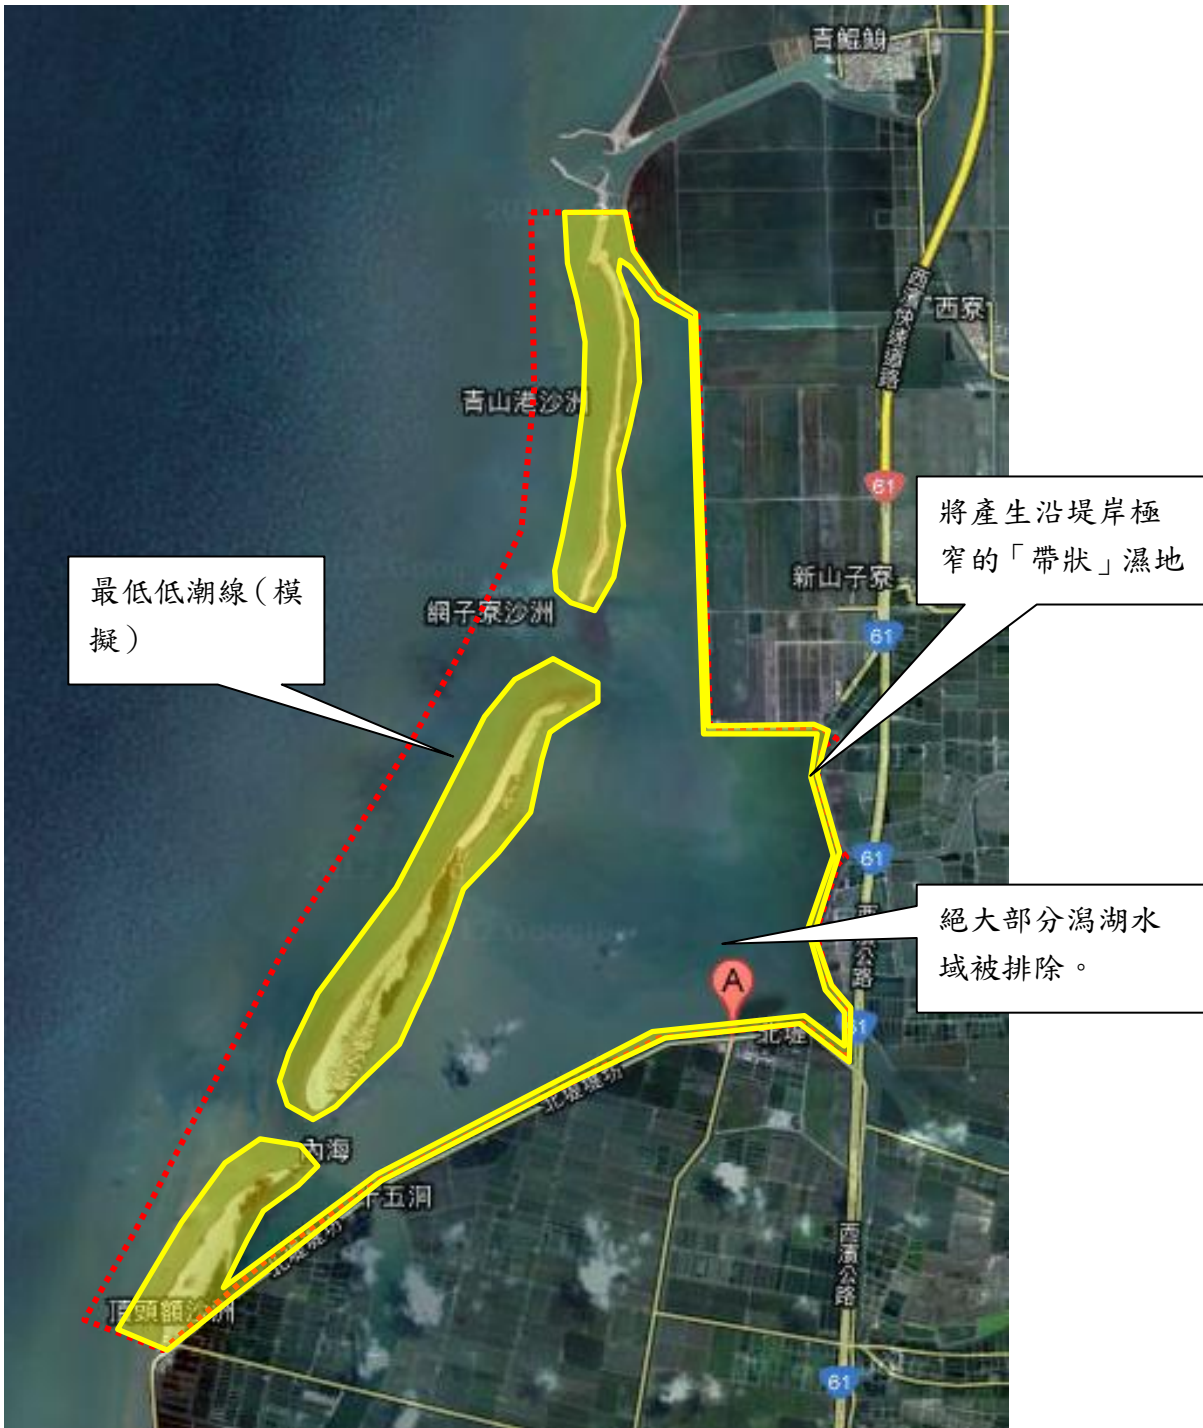 青鯤鯓
西濱快速道路
西寮
青山港沙洲
61
將產生沿堤岸極
窄的「帶狀」濕地
新山子寮
最低低潮線（模
擬）
網子寮沙洲
61
61
絕大部分潟湖水
域被排除。
A
61
北堤
內海
十五洞
頂頭額沙洲
西濱公路
61